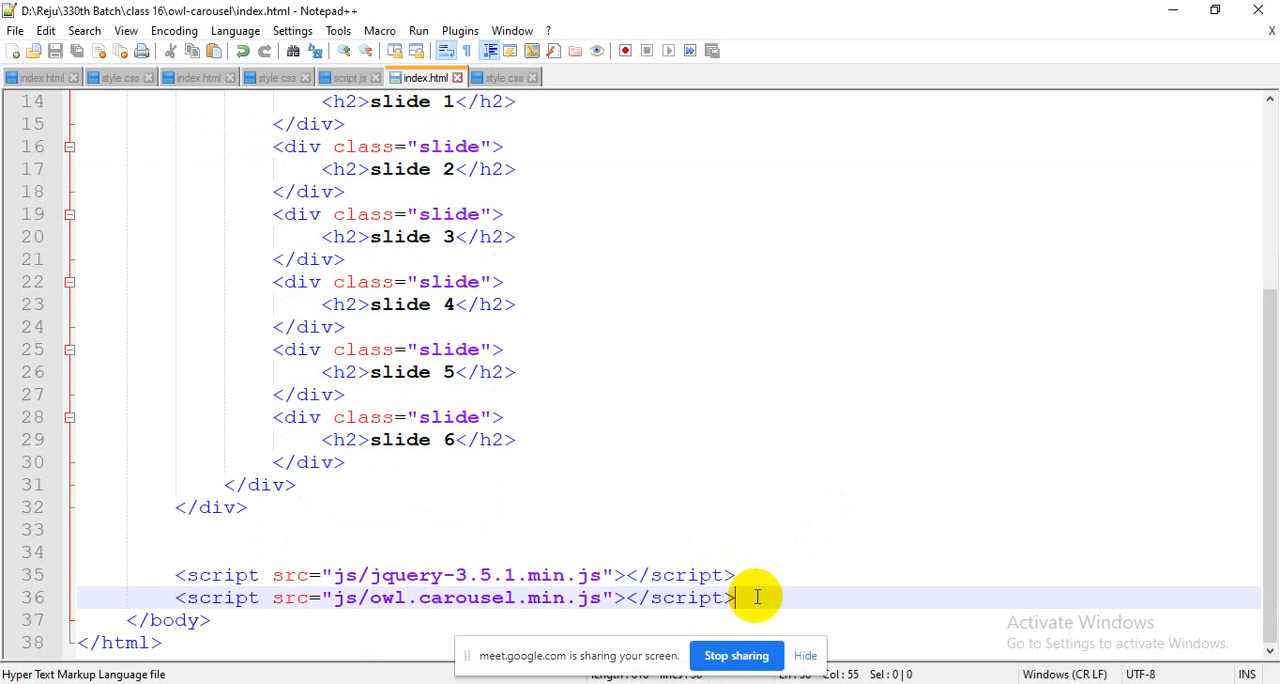 D:\Reju\330th Batch\class 16\owl-carousel\index.html - Notepad++
File Edit Search View Encoding Language Settings Tools Macro Run Plugins Window ?
X
index.html style.css index.html style.css script.js index.html style.css
14 <h2>slide 1</h2>
15 </div>
16 <div class="slide">
17 <h2>slide 2</h2>
18 </div>
19 <div class="slide">
20 <h2>slide 3</h2>
21 </div>
22 <div class="slide">
23 <h2>slide 4</h2>
24 </div>
25 <div class="slide">
26 <h2>slide 5</h2>
27 </div>
28 <div class="slide">
29 <h2>slide 6</h2>
30 </div>
31 </div>
32 </div>
33
34
35 <script src="js/jquery-3.5.1.min.js"></script>
36 <script src="js/owl.carousel.min.js"></script>
37 </body>
38 </html>
Activate Windows
Go to Settings to activate Windows.
meet.google.com is sharing your screen. Stop sharing Hide
Hyper Text Markup Language file Col : 55 Sel : 0 | 0 Windows (CR LF) UTF-8 INS